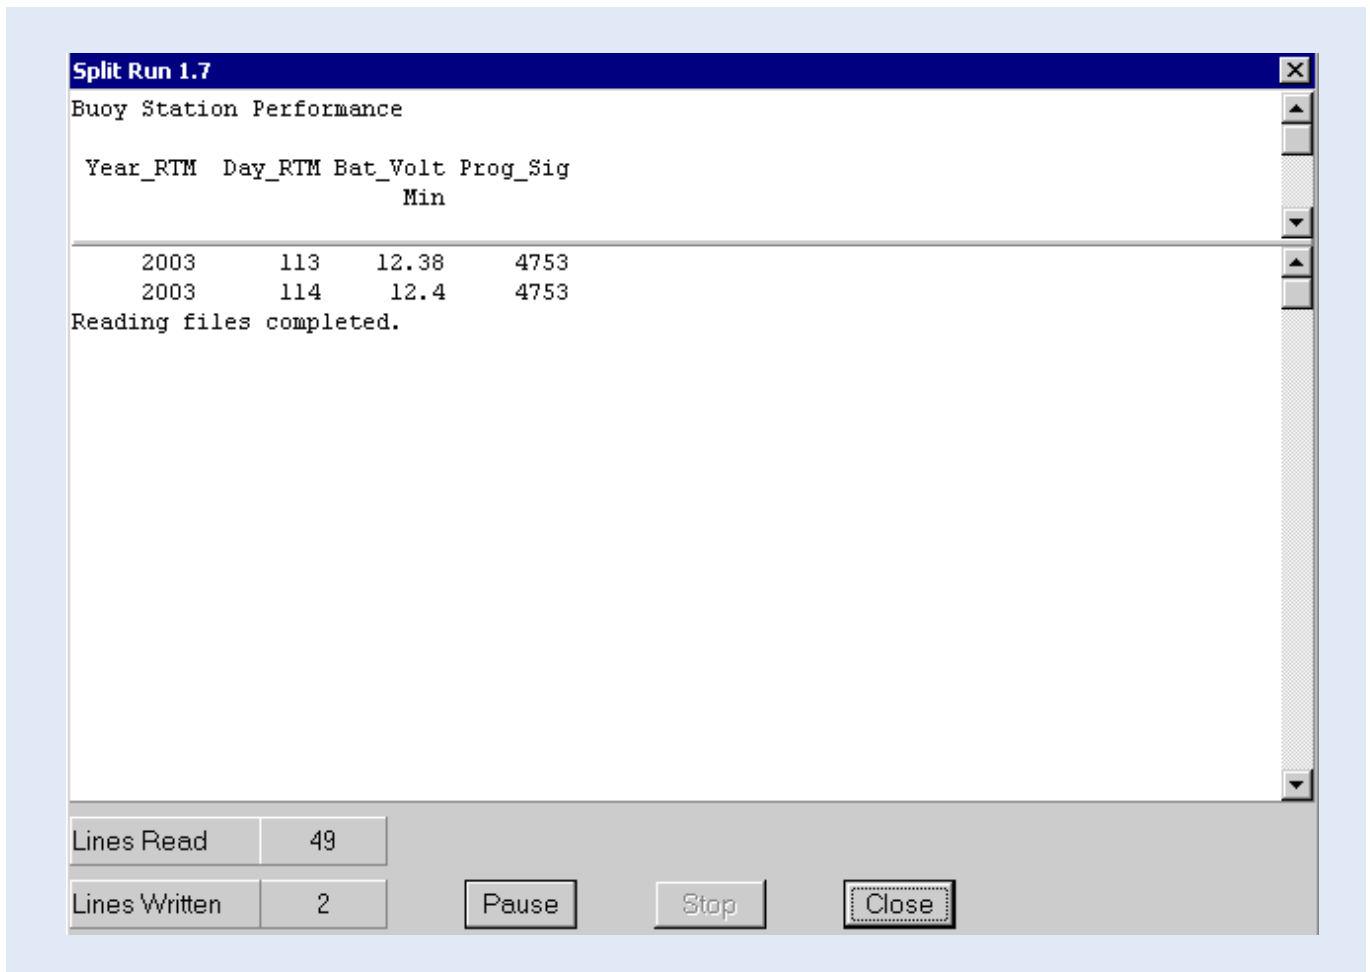 Split Run 1.7
Buoy Station Performance
Year_RTM Day_RTM Bat_Volt Prog_Sig
Min
2003 113 12.38 4753
2003 114 12.4 4753
Reading files completed.
Lines Read 49
Lines Written 2 Pause Stop Close